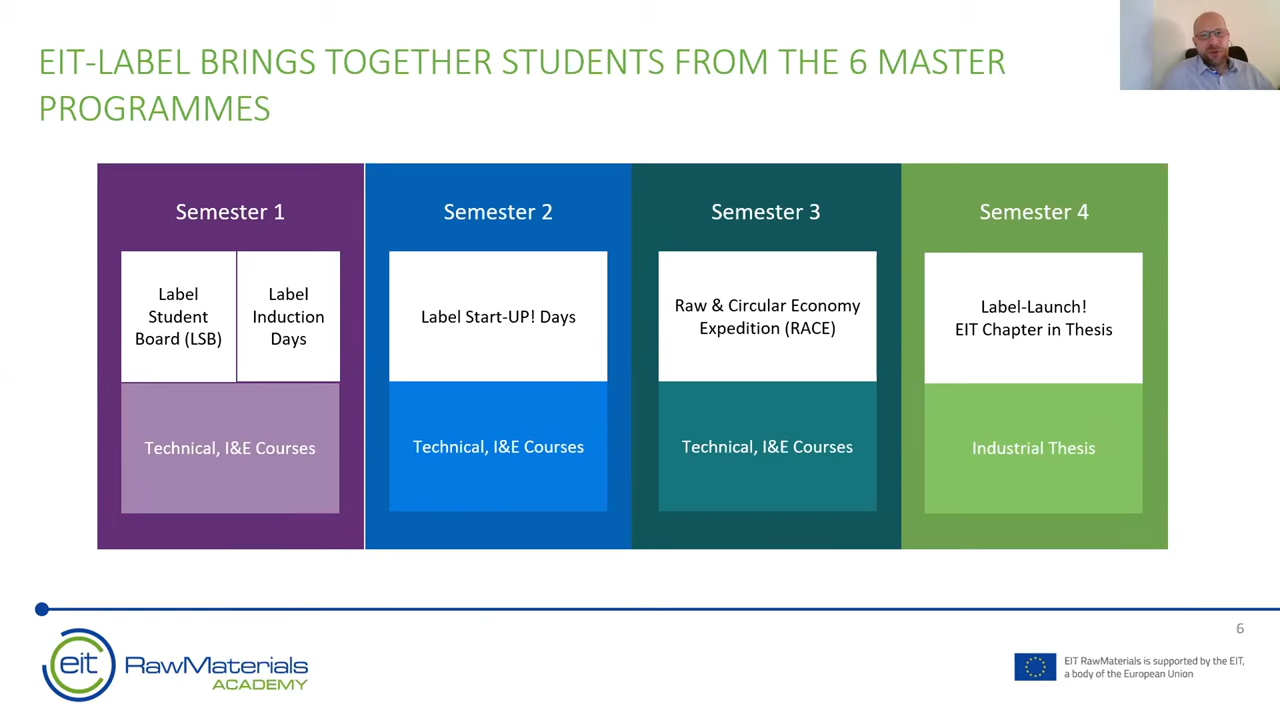 EIT-LABEL BRINGS TOGETHER STUDENTS FROM THE 6 MASTER
PROGRAMMES
Semester 1
Label
Student
Board (LSB)
Label
Induction
Days
Technical, I&E Courses
Semester 2
Label Start-UP! Days
Technical, I&E Courses
Semester 3
Raw & Circular Economy
Expedition (RACE)
Technical, I&E Courses
Semester 4
Label-Launch!
EIT Chapter in Thesis
Industrial Thesis
6
eit RawMaterials
ACADEMY
EIT RawMaterials is supported by the EIT,
a body of the European Union